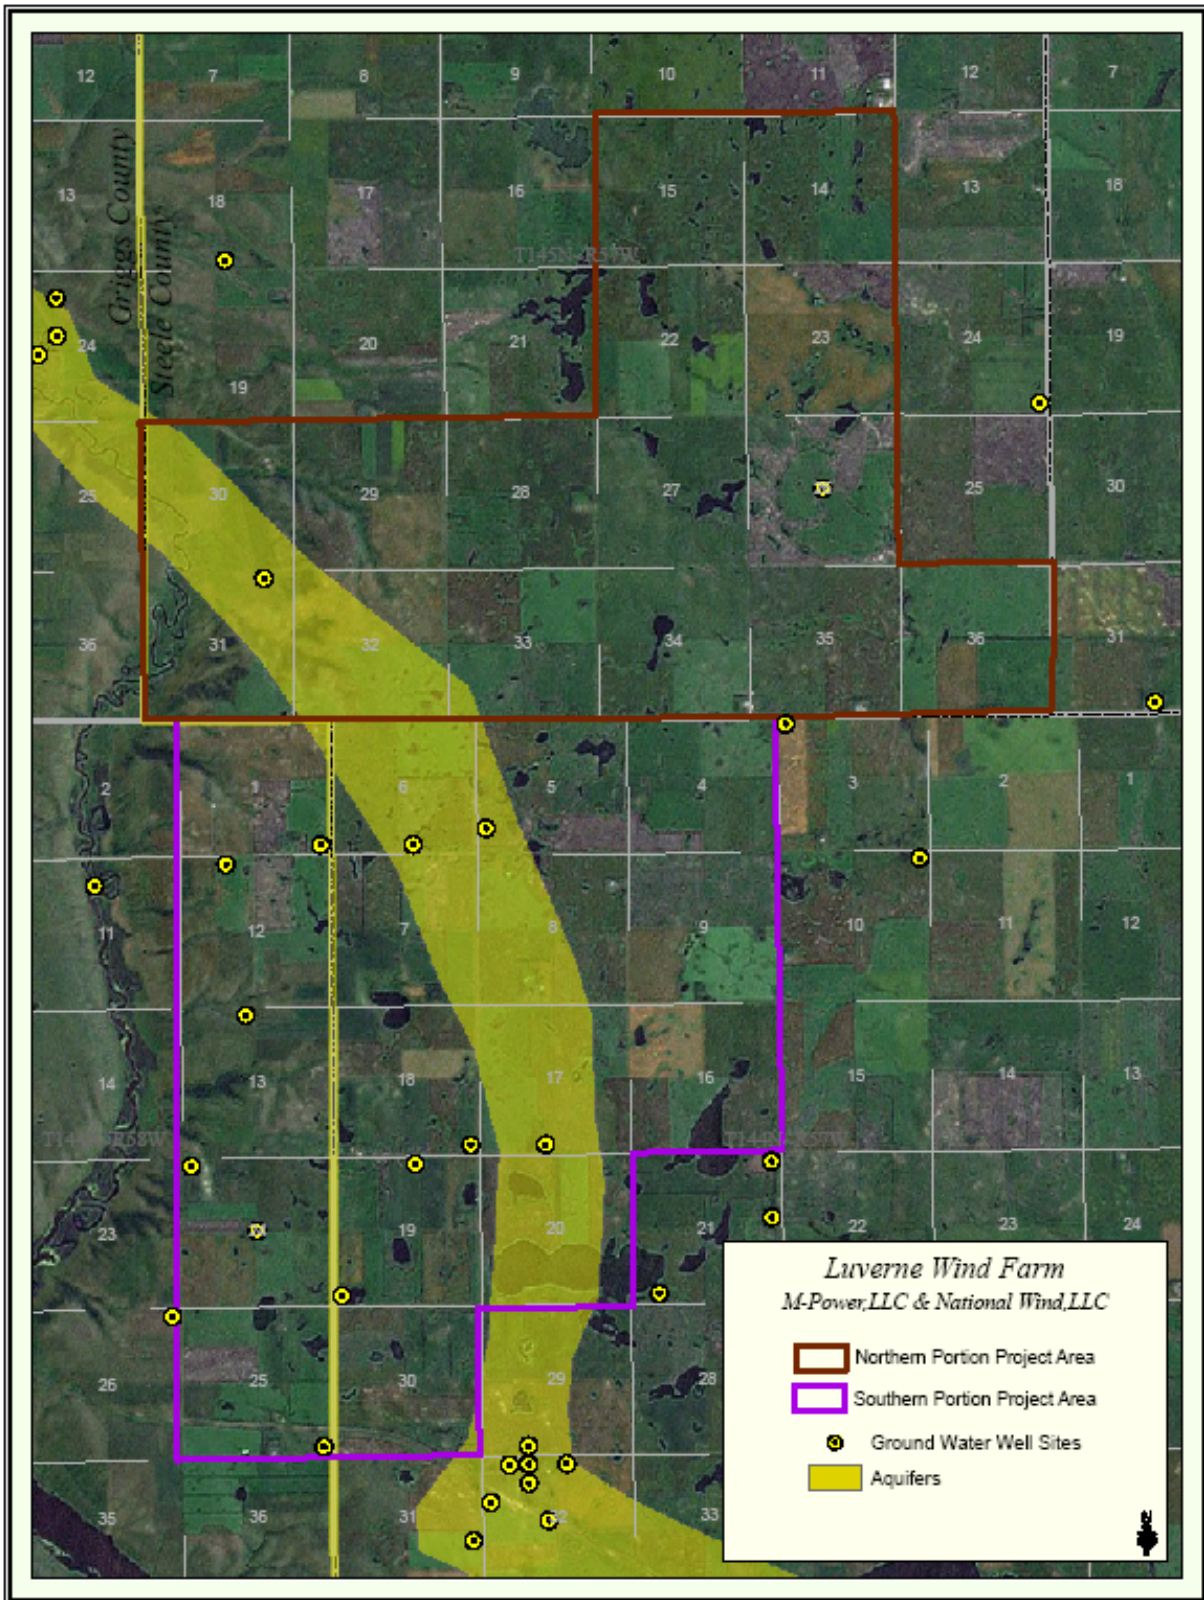 12 7 8 9 10 11 12 7
13 18 17 16 15 14 13 18
Griggs County
Steele County
24 19 20 21 22 23 24 19
25 30 29 28 27 25 30
36 31 32 33 34 35 36 31
2 1 6 5 4 3 2 1
11 12 7 8 9 10 11 12
14 13 18 17 16 15 14 13
23 19 20 21 22 23 24
26 25 30 29 28
35 36 31 32 33
Luverne Wind Farm
M-Power,LLC & National Wind,LLC
Northern Portion Project Area
Southern Portion Project Area
Ground Water Well Sites
Aquifers